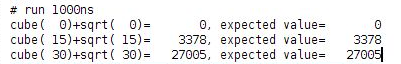 # run 1000ns
cube(  0)+sqrt(  0)=       0, expected value=       0
cube( 15)+sqrt( 15)=    3378, expected value=    3378
cube( 30)+sqrt( 30)=   27005, expected value=   27005